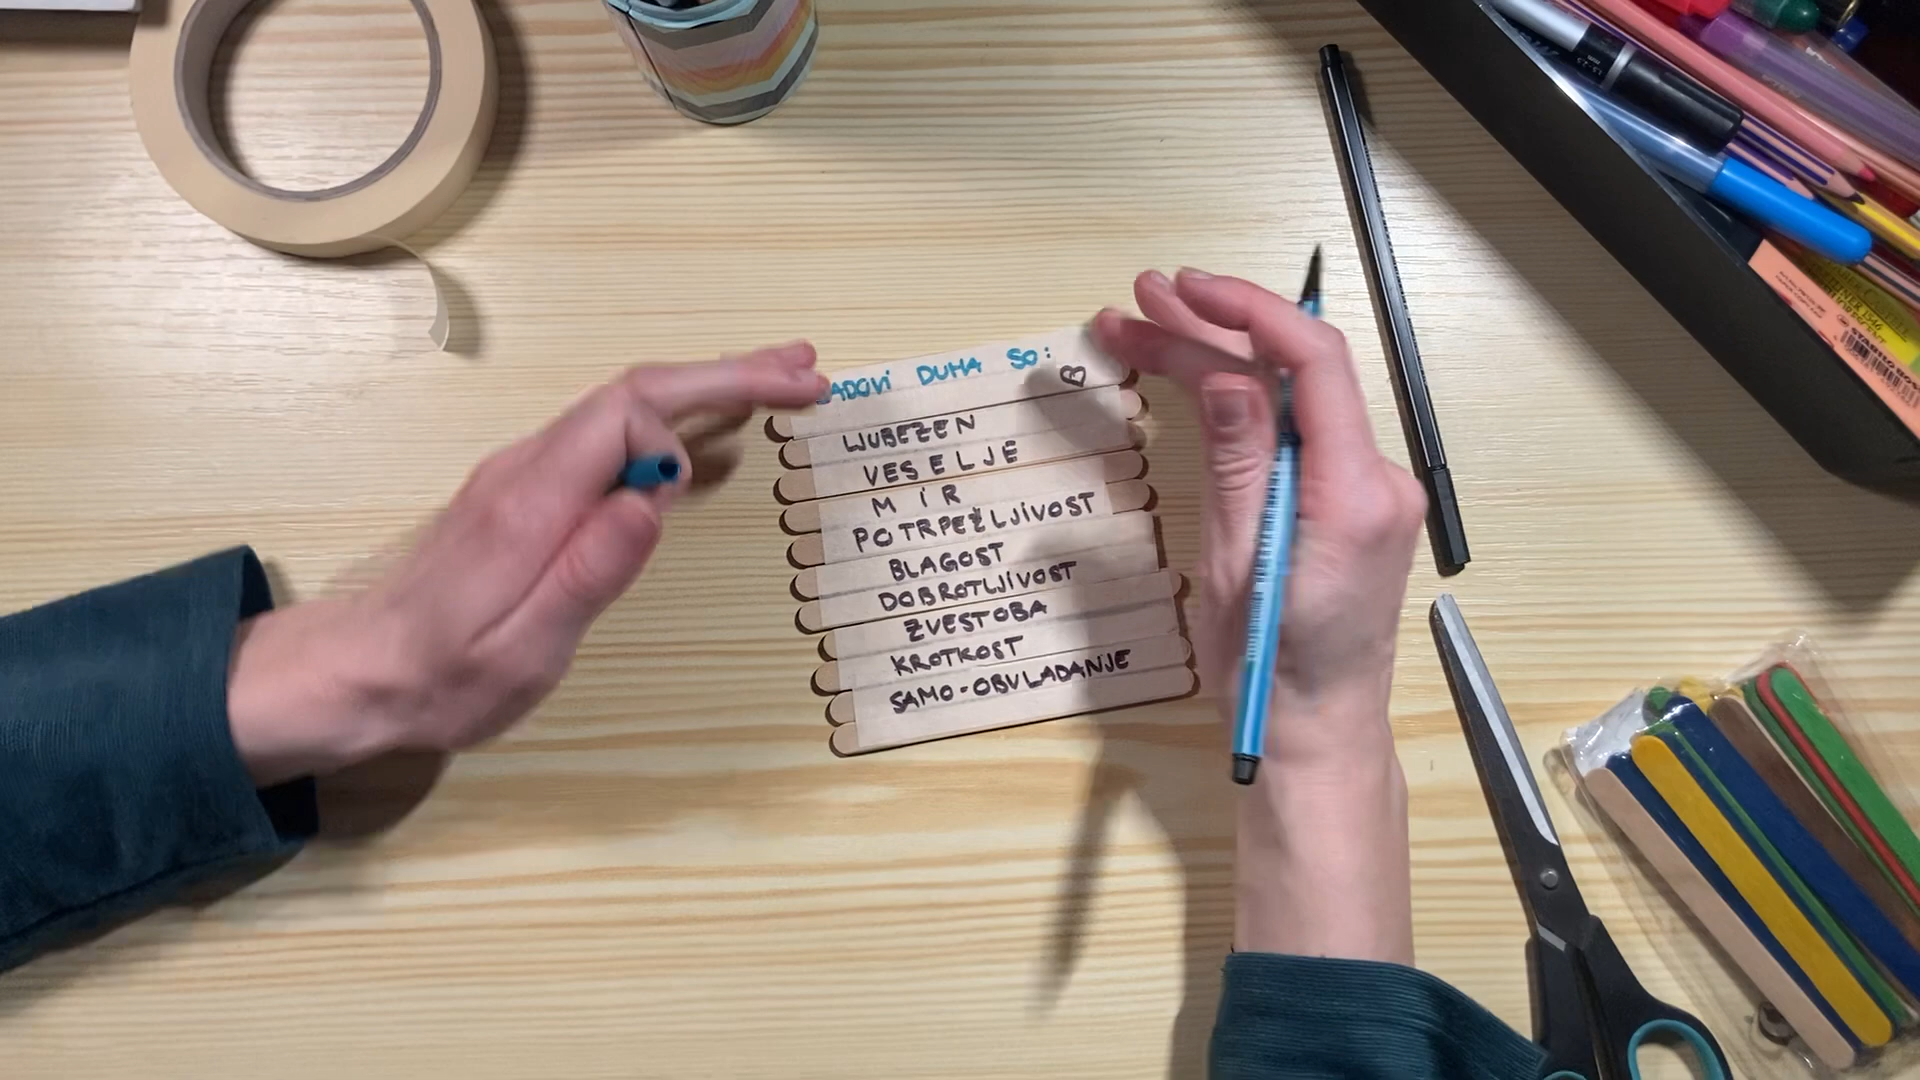 DUHA SO:
LJUBEZEN
VESELJE
MIR
POTRPEŽLJIVOST
BLAGOST
DOBROTLJIVOST
ZVESTOBA
KROTKOST
SAMO-OBVLADANJE